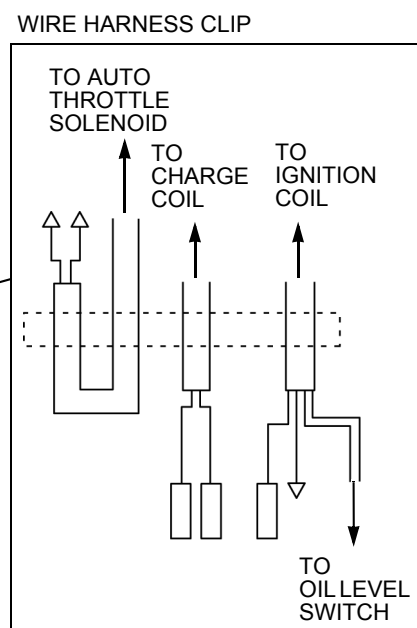 WIRE HARNESS CLIP
TO AUTO
THROTTLE
SOLENOID
TO
CHARGE
COIL
TO
IGNITION
COIL
TO
OIL LEVEL
SWITCH